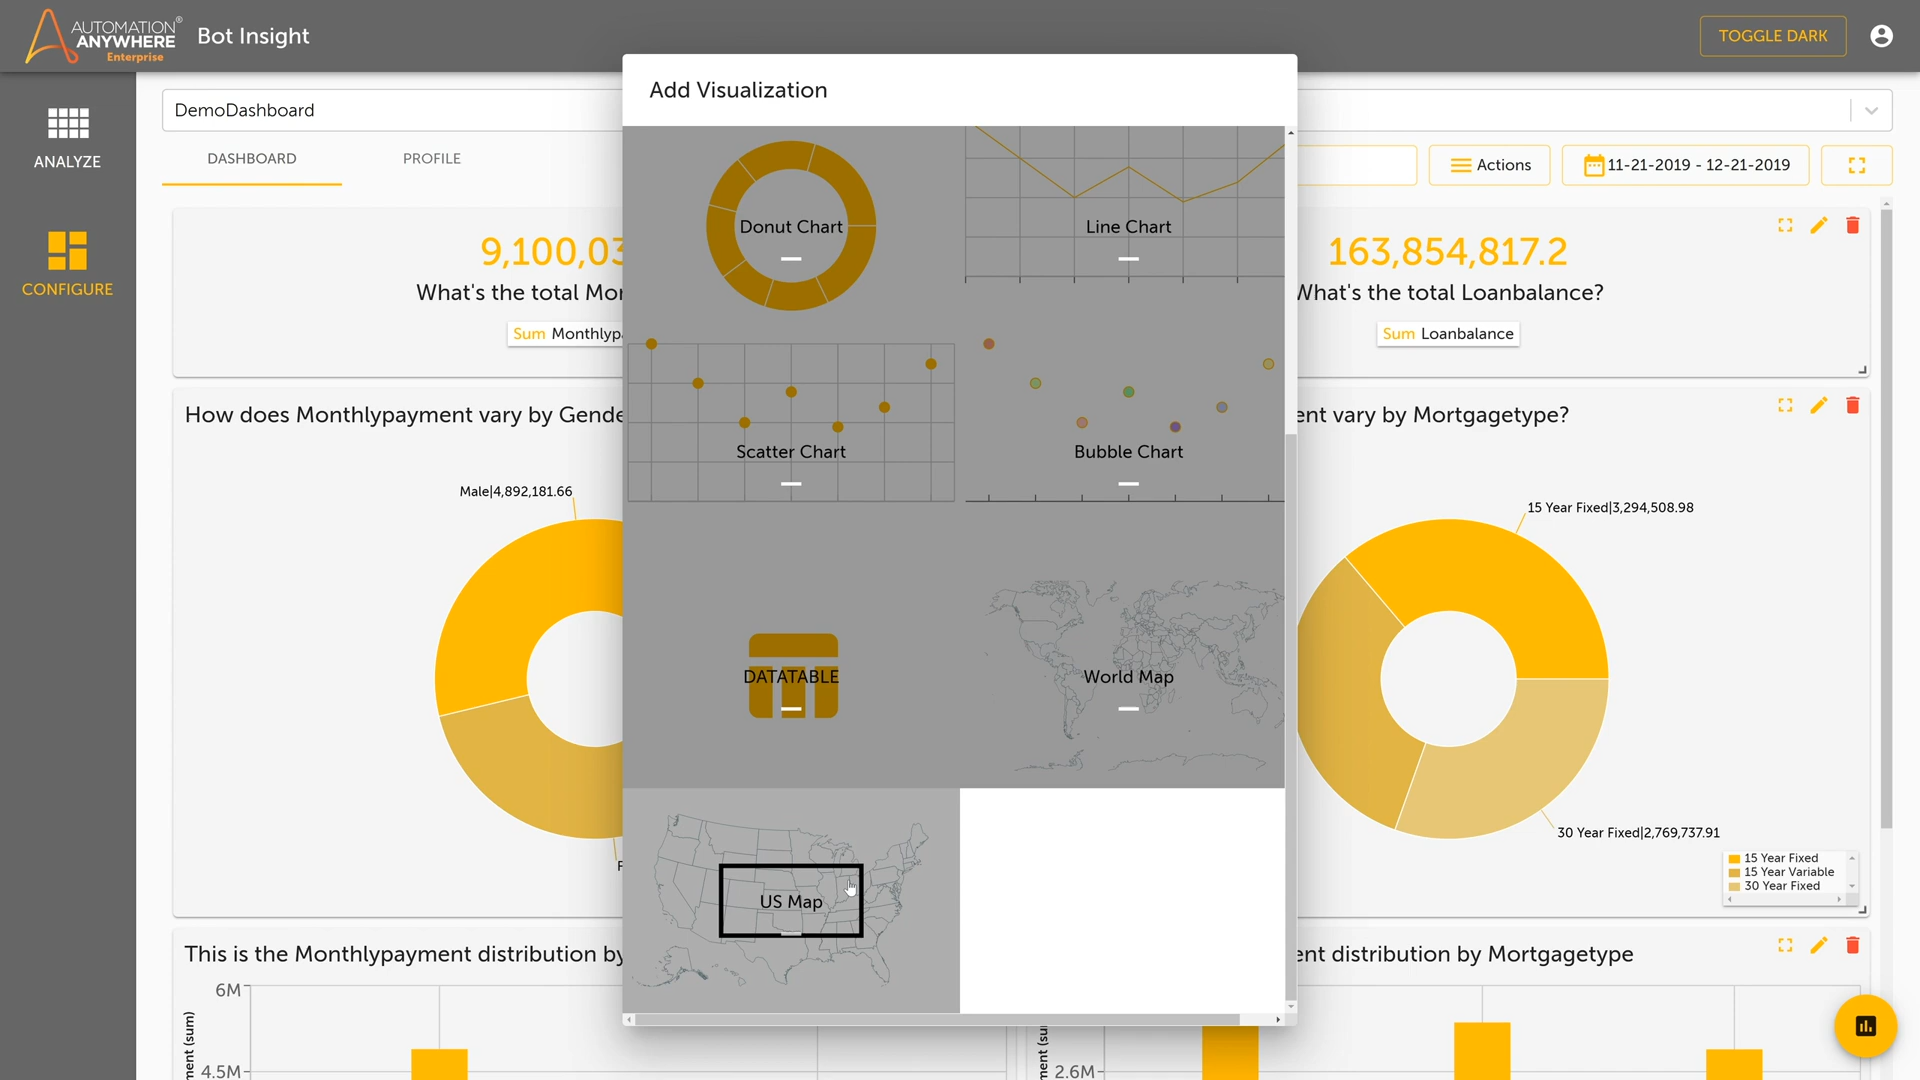 AUTOMATION
ANYWHERE
Enterprise
Bot Insight
TOGGLE DARK
ANALYZE
CONFIGURE
DemoDashboard
DASHBOARD
PROFILE
Actions
11-21-2019 - 12-21-2019
Add Visualization
Donut Chart
Line Chart
Scatter Chart
Bubble Chart
DATATABLE
World Map
US Map
9,100,03
What's the total Mor
Sum Monthlyp
163,854,817.2
What's the total Loanbalance?
Sum Loanbalance
How does Monthlypayment vary by Gende
Male|4,892,181.66
F
ent vary by Mortgagetype?
15 Year Fixed|3,294,508.98
30 Year Fixed|2,769,737.91
15 Year Fixed
15 Year Variable
30 Year Fixed
This is the Monthlypayment distribution by
6M
4.5M
ment (sum)
ent distribution by Mortgagetype
2.6M
ment (su